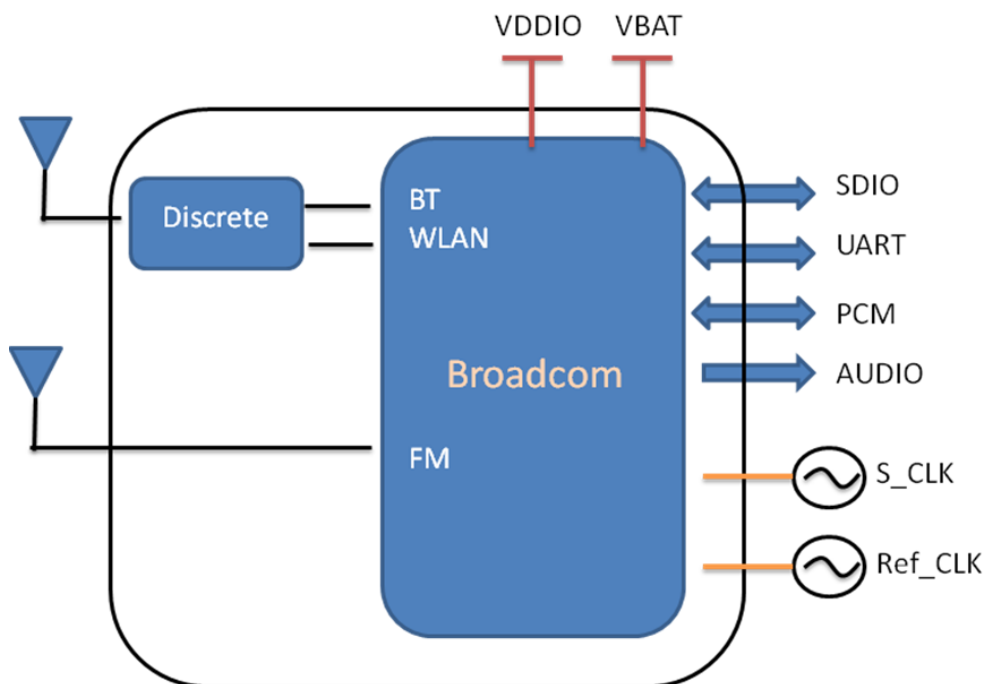 VDDIO
VBAT
Discrete
BT
WLAN
Broadcom
FM
SDIO
UART
PCM
AUDIO
S_CLK
Ref_CLK